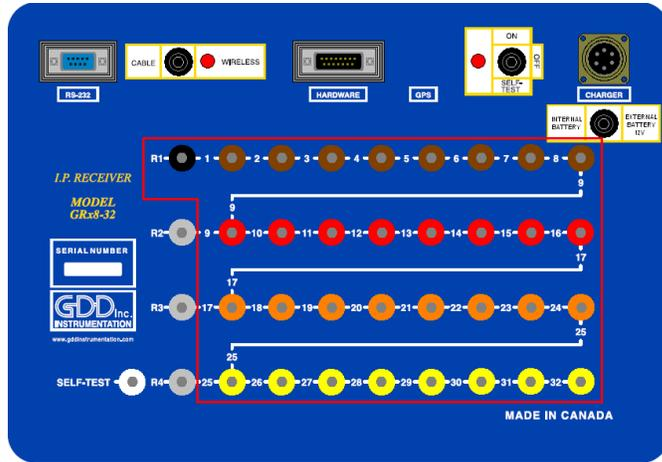 CABLE WIRELESS
ON
OFF
SELF-
TEST
RS-232 HARDWARE GPS CHARGER
INTERNAL BATTERY EXTERNAL BATTERY 12V
R1 1 2 3 4 5 6 7 8
9
I.P. RECEIVER
MODEL
GRx8-32
9
R2 9 10 11 12 13 14 15 16
17
SERIAL NUMBER
17
R3 17 18 19 20 21 22 23 24
GDD Inc.
INSTRUMENTATION
25
www.gddinstrumentation.com
25
SELF-TEST R4 25 26 27 28 29 30 31 32
MADE IN CANADA